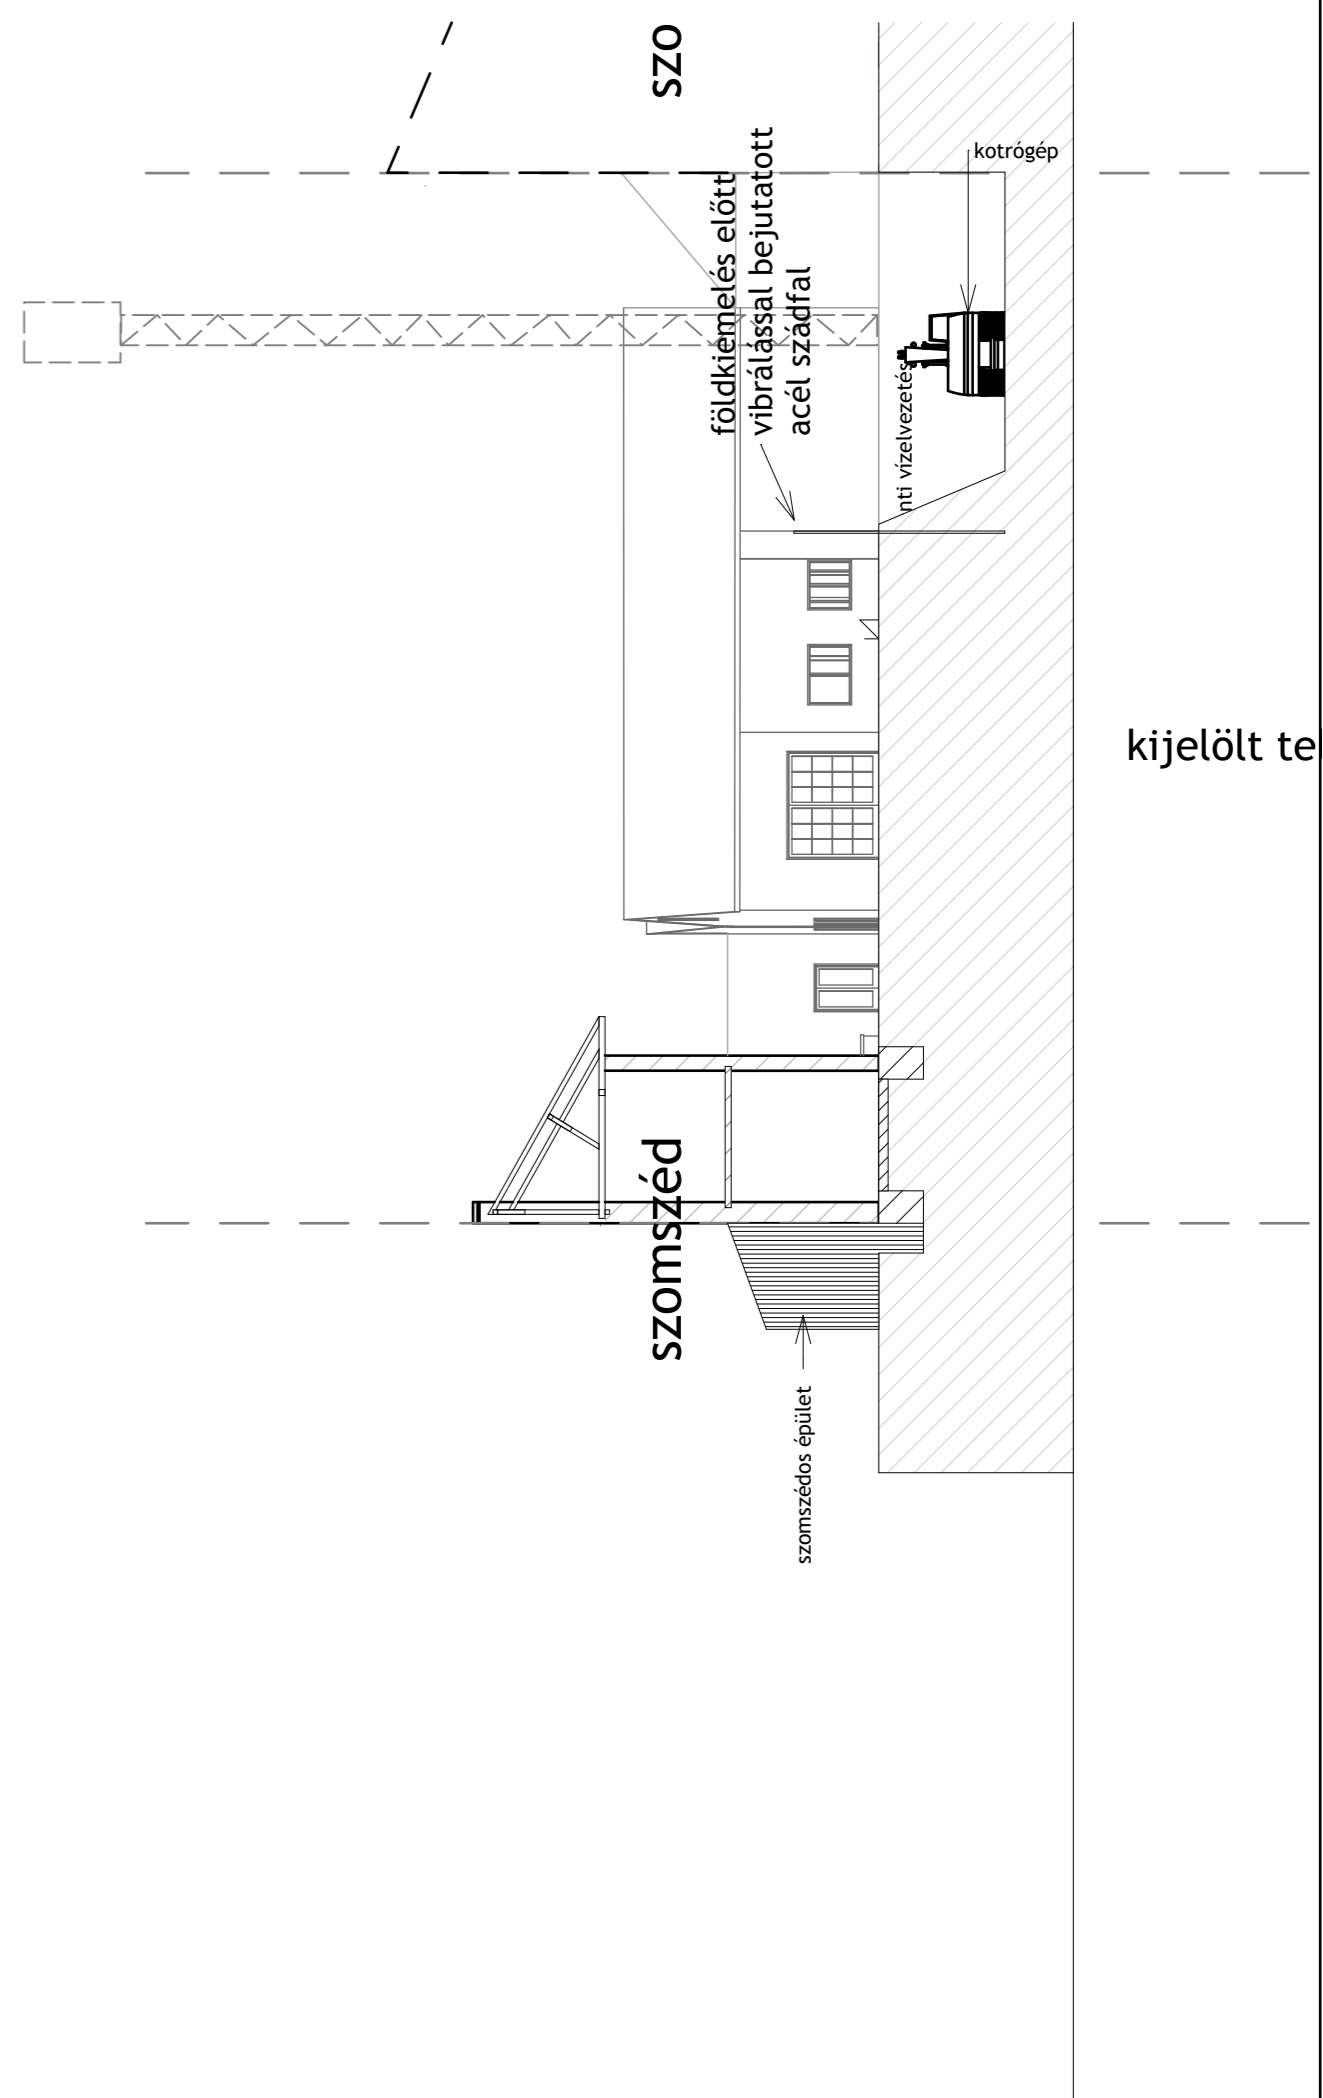 szo
földkiemelés előtt
vibrálással bejutatott
acél szádfal
kotrógép
nti vízelvezetés
kijelölt te
szomszéd
szomszédos épület